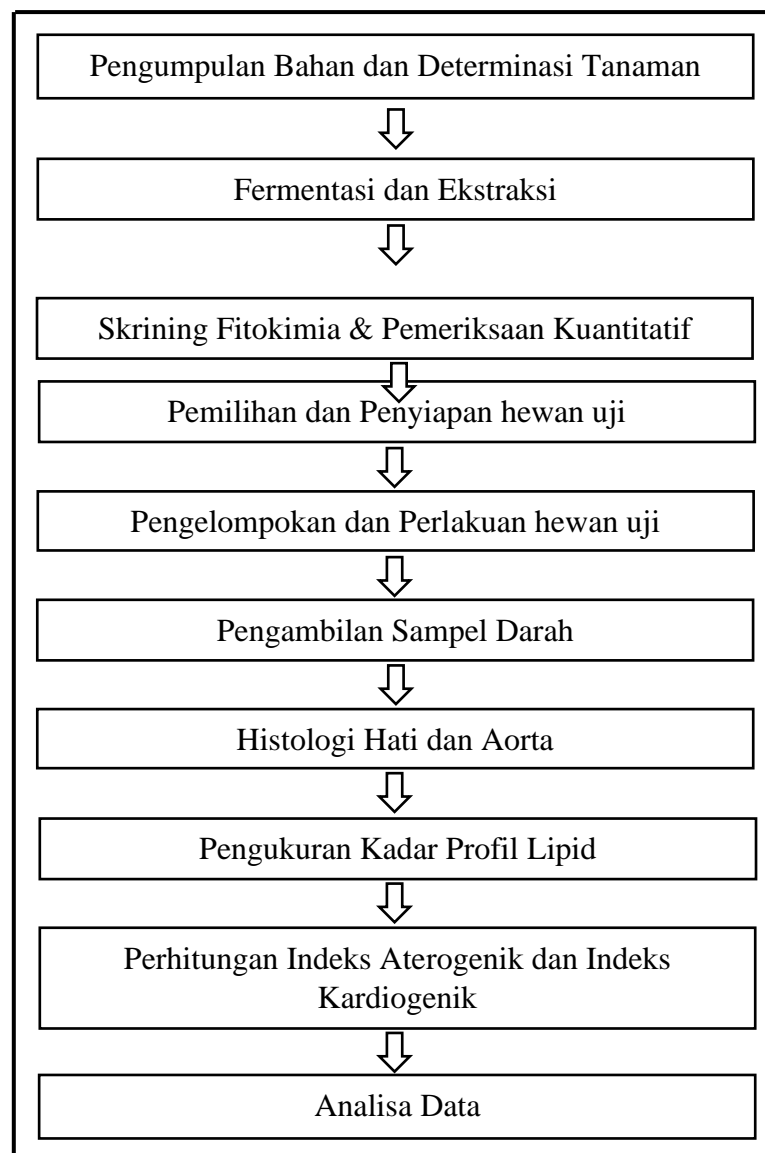 Pengumpulan Bahan dan Determinasi Tanaman
Fermentasi dan Ekstraksi
Skrining Fitokimia & Pemeriksaan Kuantitatif
Pemilihan dan Penyiapan hewan uji
Pengelompokan dan Perlakuan hewan uji
Pengambilan Sampel Darah
Histologi Hati dan Aorta
Pengukuran Kadar Profil Lipid
Perhitungan Indeks Aterogenik dan Indeks
Kardiogenik
Analisa Data